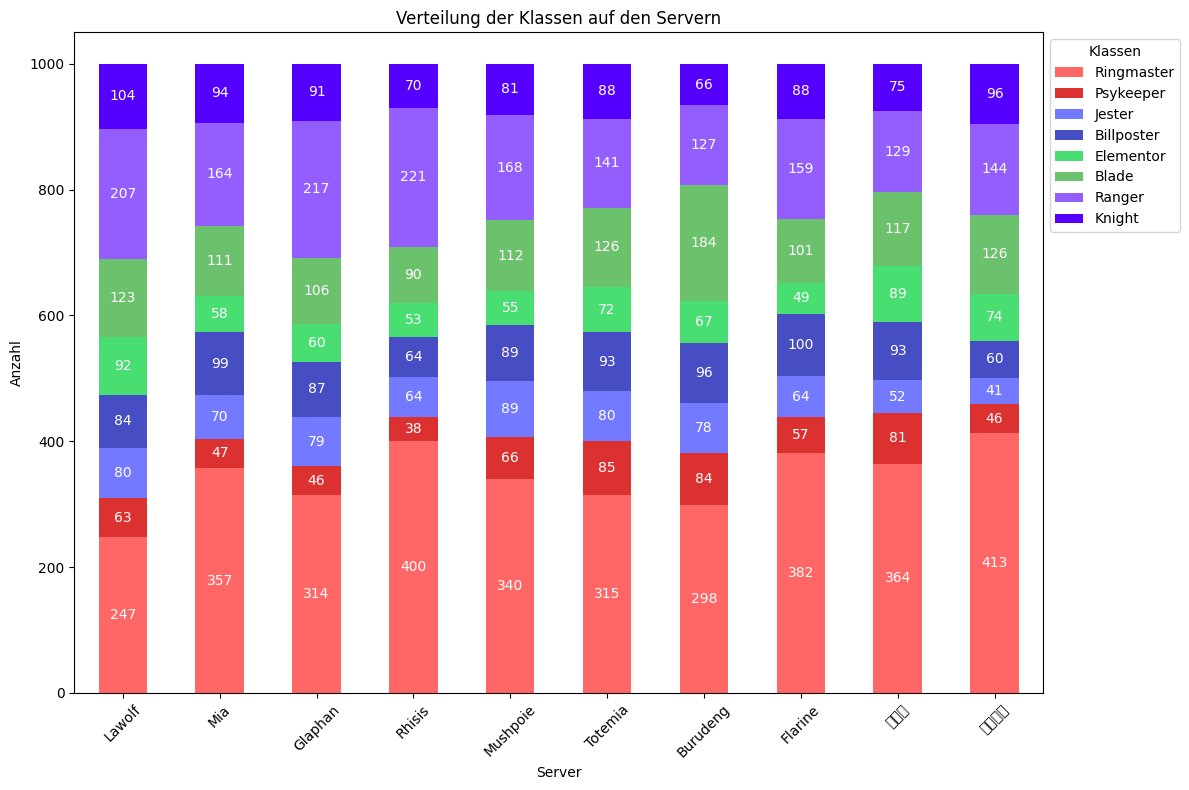 Verteilung der Klassen auf den Servern
Klassen
Ringmaster
Psykeeper
Jester
Billposter
Elementor
Blade
Ranger
Knight
Anzahl
1000
800
600
400
200
0
104 94 91 70 81 88 66 88 75 96
207 164 217 221 168 141 127 159 129 144
123 111 106 90 112 126 184 101 117 126
92 58 60 53 55 72 67 49 89 74
84 99 87 64 89 93 96 100 93 60
80 70 79 64 89 80 78 64 52 41
63 47 46 38 66 85 84 57 81 46
247 357 314 400 340 315 298 382 364 413
Lawolf Mia Glaphan Rhisis Mushpoie Totemia Burudeng Flarine
Server